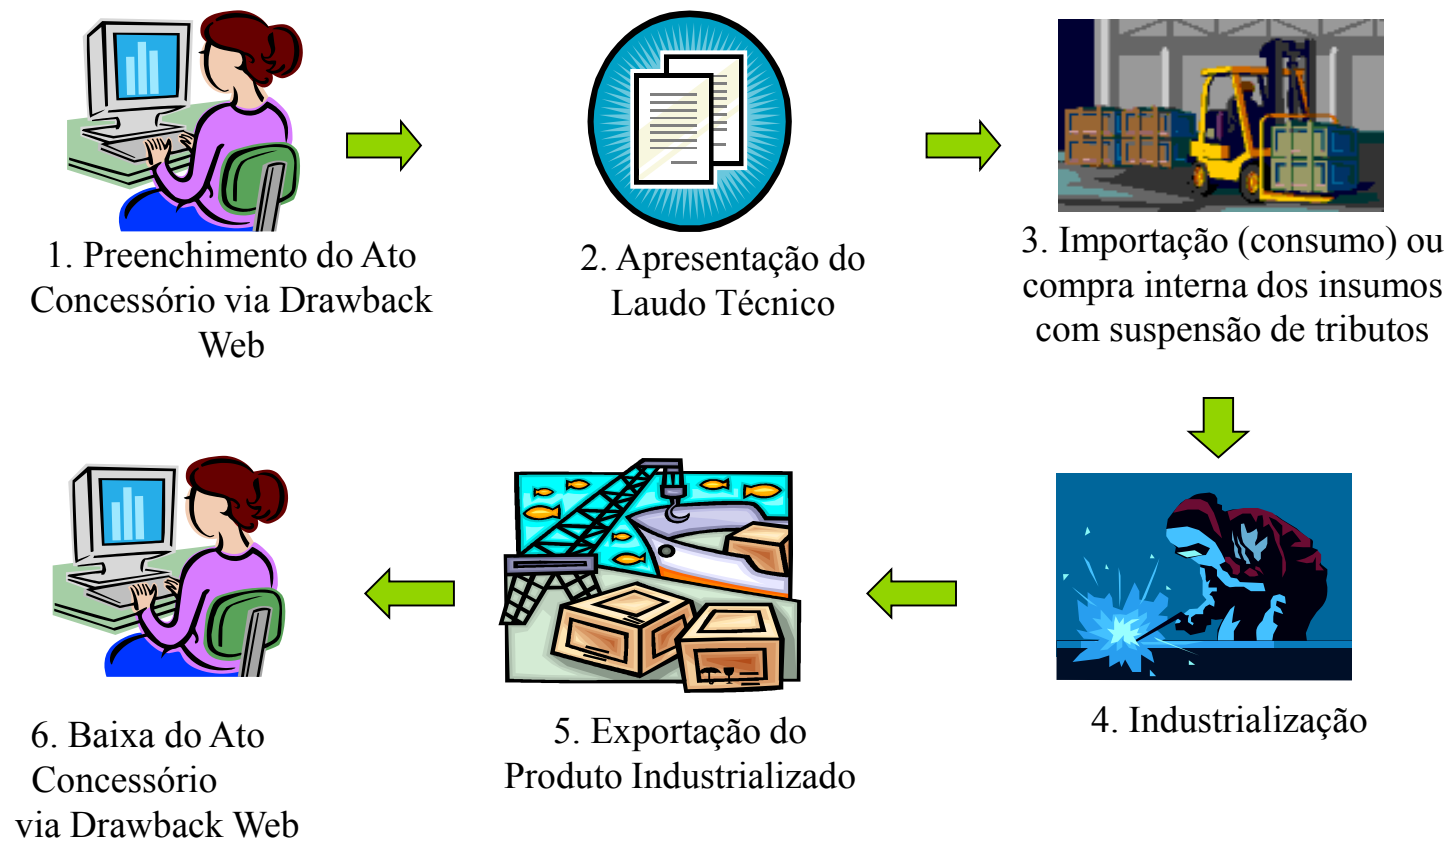 1. Preenchimento do Ato
Concessório via Drawback
Web
2. Apresentação do
Laudo Técnico
3. Importação (consumo) ou
compra interna dos insumos
com suspensão de tributos
4. Industrialização
5. Exportação do
Produto Industrializado
6. Baixa do Ato
Concessório
via Drawback Web